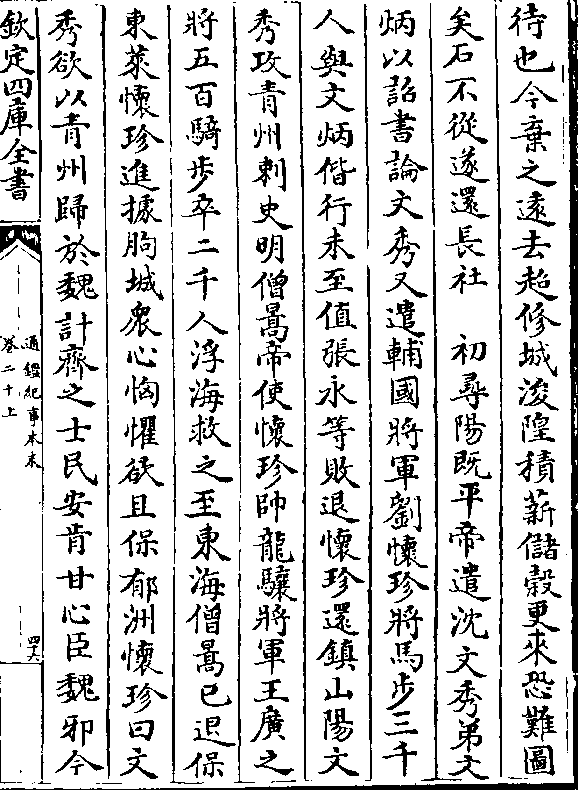 待也今棄之遠去超修城浚隍積薪儲穀更來恐難圖
矣石不從遂還長社　初尋陽既平帝遣沈文秀弟文
炳以詔書諭文秀又遣輔國將軍劉懷珍將馬步三千
人與文炳偕行未至值張永等敗退懷珍還鎮山陽文
秀攻青州刺史明僧暠帝使懷珍帥龍驤將軍王廣之
將五百騎步卒二千人浮海救之至東海僧暠已退保
東萊懷珍進據朐城衆心恟懼欲且保郁洲懷珍曰文
秀欲以青州歸於魏計齊之士民安肯甘心臣魏邪今
欽定四庫全書
通鑑紀事本末
卷二十上
四六